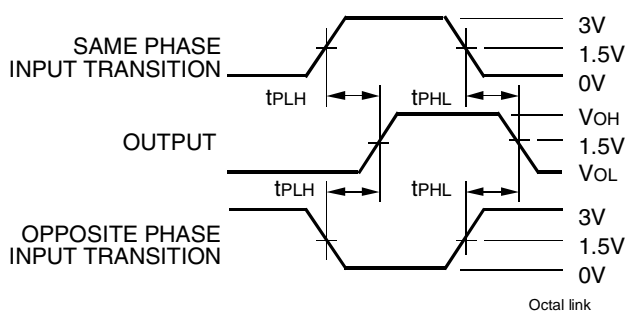 SAME PHASE
INPUT TRANSITION
3V
1.5V
0V
tPLH
tPHL
OUTPUT
VOH
1.5V
VOL
tPLH
tPHL
OPPOSITE PHASE
INPUT TRANSITION
3V
1.5V
0V
Octal link